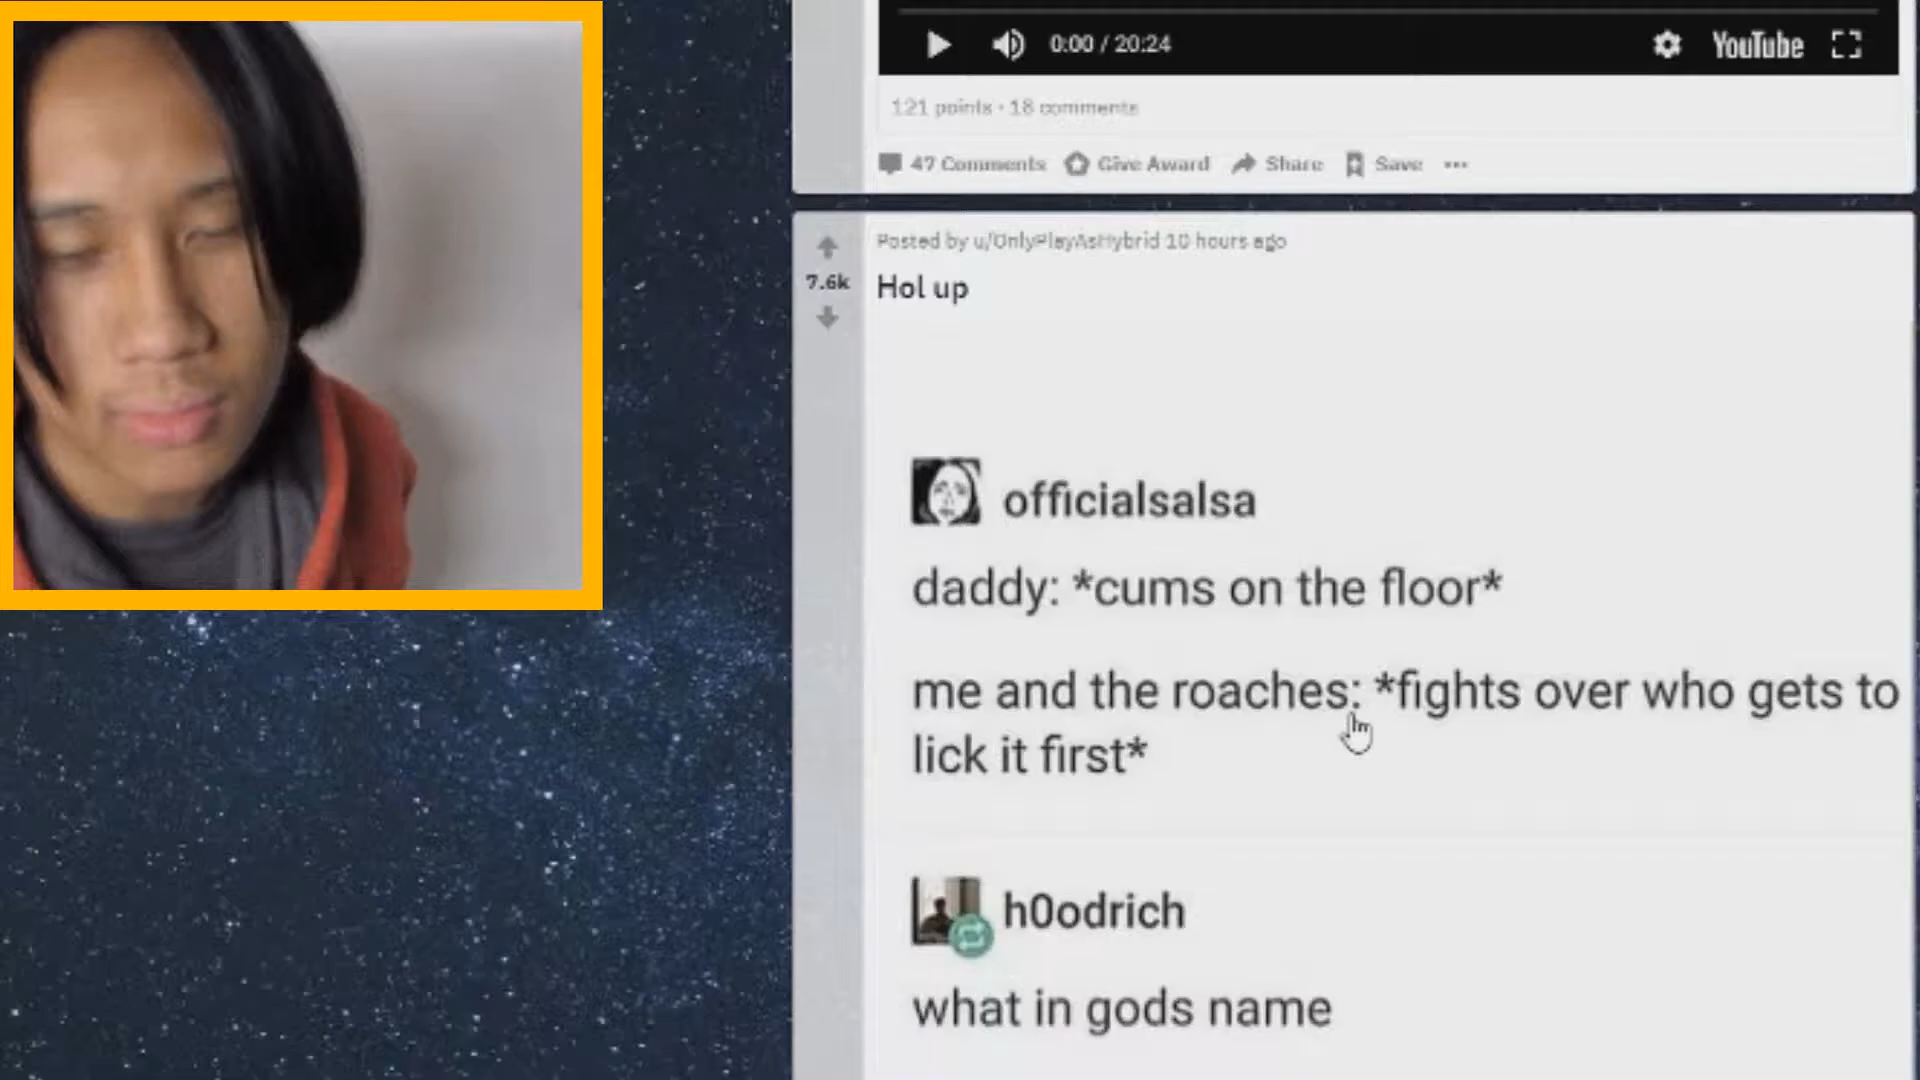 0:00 / 20:24
YouTube
121 points · 18 comments
47 Comments Give Award Share Save ...
Posted by u/OnlyPlayAsHybrid 10 hours ago
7.6k
Hol up
officialsalsa
daddy: *cums on the floor*
me and the roaches: *fights over who gets to
lick it first*
h0odrich
what in gods name